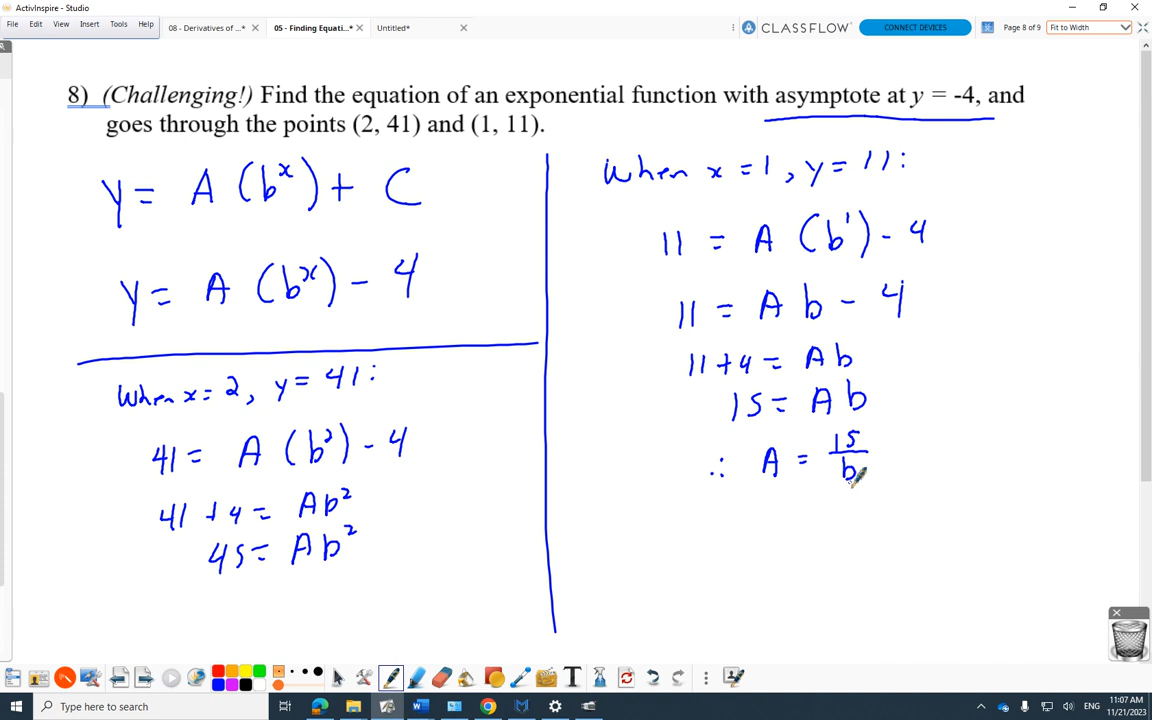 ActivInspire - Studio
File Edit View Insert Tools Help
08 - Derivatives of ...*
05 - Finding Equati...*
Untitled*
CLASSFLOW
CONNECT DEVICES
Page 8 of 9
Fit to Width
8) (Challenging!) Find the equation of an exponential function with asymptote at y = -4, and
goes through the points (2, 41) and (1, 11).
y = A (b^x) + C
y = A (b^x) - 4
When x = 2, y = 41:
41 = A (b^2) - 4
41 + 4 = Ab^2
45 = Ab^2
When x = 1, y = 11:
11 = A (b^1) - 4
11 = A b - 4
11 + 4 = A b
15 = A b
∴ A = 15/b
Type here to search
ENG
11:07 AM
11/21/2023